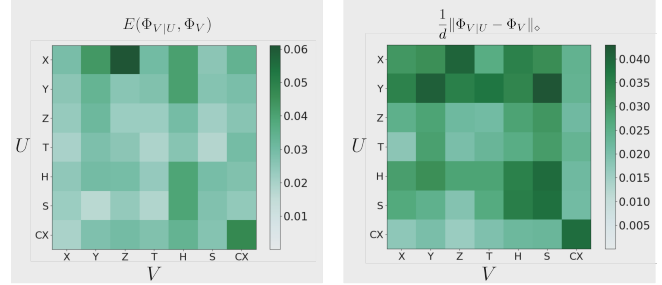 E(Φ_{V|U}, Φ_V)
X
Y
Z
T
H
S
CX
U
X Y Z T H S CX
V
0.06
0.05
0.04
0.03
0.02
0.01
1/d ‖Φ_{V|U} − Φ_V‖_⋄
X
Y
Z
T
H
S
CX
U
X Y Z T H S CX
V
0.040
0.035
0.030
0.025
0.020
0.015
0.010
0.005